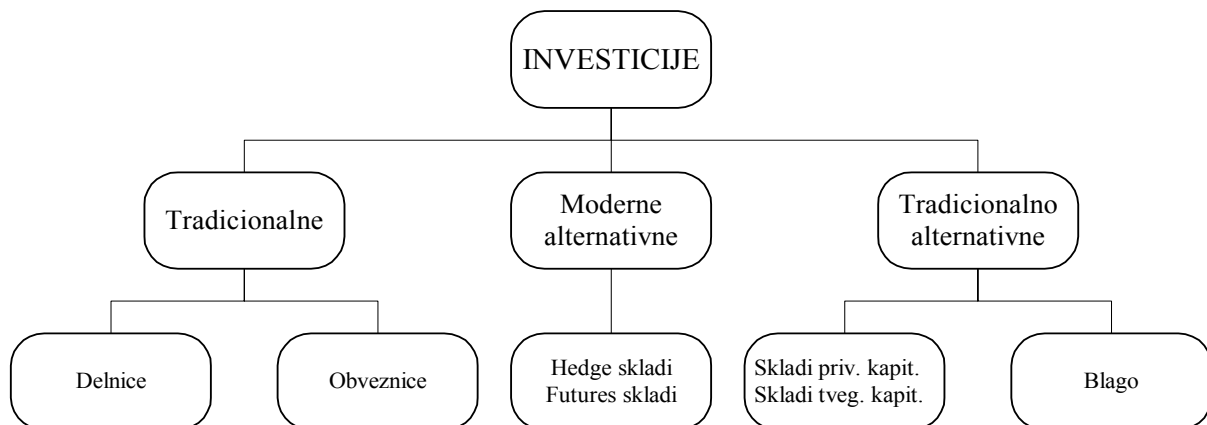 INVESTICIJE
Tradicionalne
Moderne
alternativne
Tradicionalno
alternativne
Delnice
Obveznice
Hedge skladi
Futures skladi
Skladi priv. kapit.
Skladi tveg. kapit.
Blago